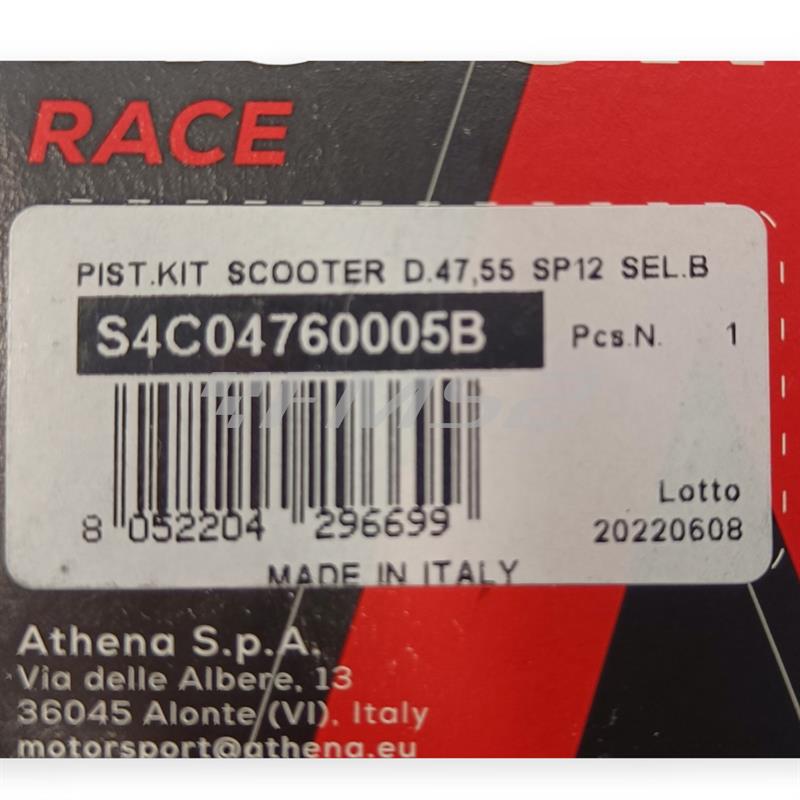 RACE
PIST.KIT SCOOTER D.47,55 SP12 SEL.B
S4C04760005B Pcs.N. 1
8 052204 296699
Lotto
20220608
MADE IN ITALY
Athena S.p.A.
Via delle Albere, 13
36045 Alonte (VI), Italy
motorsport@athena.eu